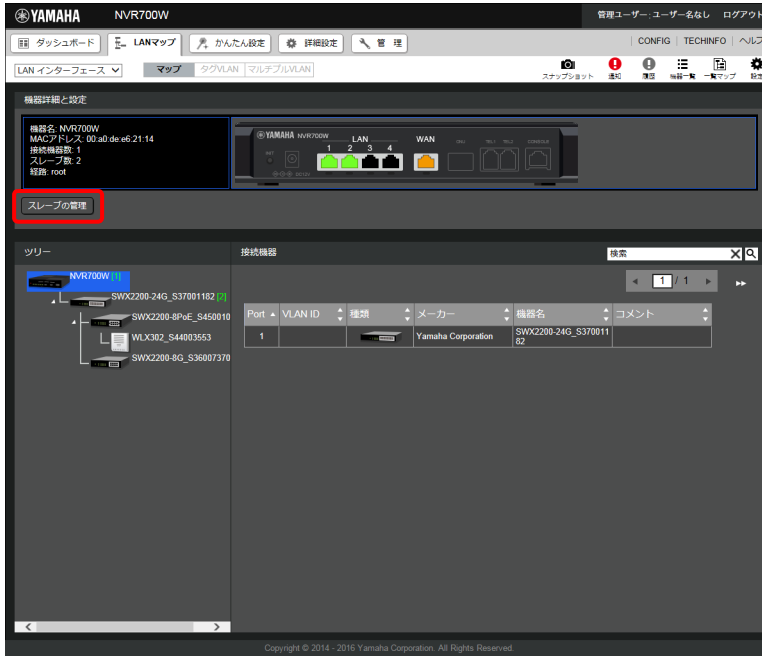 YAMAHA NVR700W 管理ユーザー：ユーザー名なし ログアウト
ダッシュボード LANマップ かんたん設定 詳細設定 管 理 CONFIG TECHINFO ヘルプ
LAN インターフェース マップ タグVLAN マルチプルVLAN スナップショット 通知 履歴 機器一覧 一覧マップ 設定
機器詳細と設定
機器名: NVR700W
MACアドレス: 00:a0:de:e6:21:14
接続機器数: 1
スレーブ数: 2
経路: root
YAMAHA NVR700W LAN WAN ONU TEL1 TEL2 CONSOLE
1 2 3 4
スレーブの管理
ツリー
NVR700W [1]
SWX2200-24G_S37001182 [2]
SWX2200-8PoE_S450010
WLX302_S44003553
SWX2200-8G_S36007370
接続機器 検索
1 / 1
Port VLAN ID 種類 メーカー 機器名 コメント
1 Yamaha Corporation SWX2200-24G_S370011
82
Copyright © 2014 - 2016 Yamaha Corporation. All Rights Reserved.